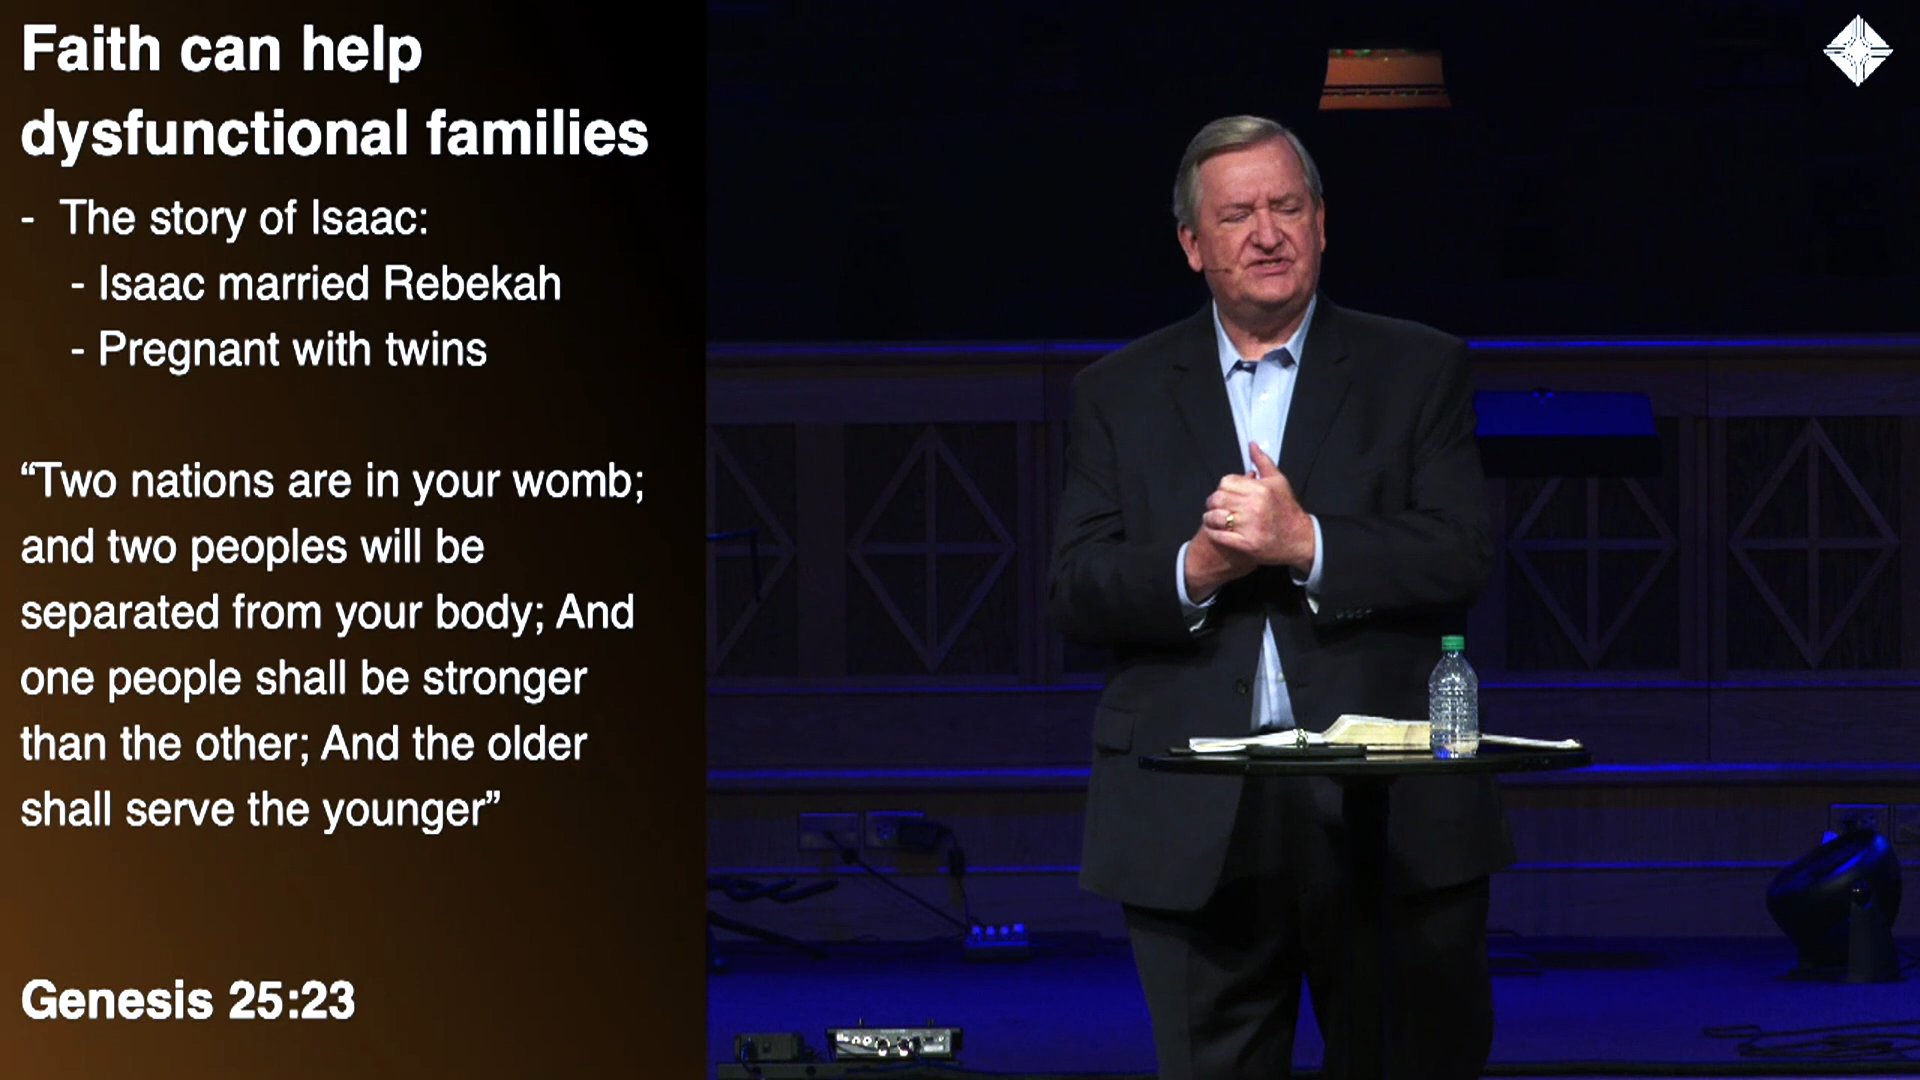 Faith can help
dysfunctional families
- The story of Isaac:
- Isaac married Rebekah
- Pregnant with twins
“Two nations are in your womb;
and two peoples will be
separated from your body; And
one people shall be stronger
than the other; And the older
shall serve the younger”
Genesis 25:23